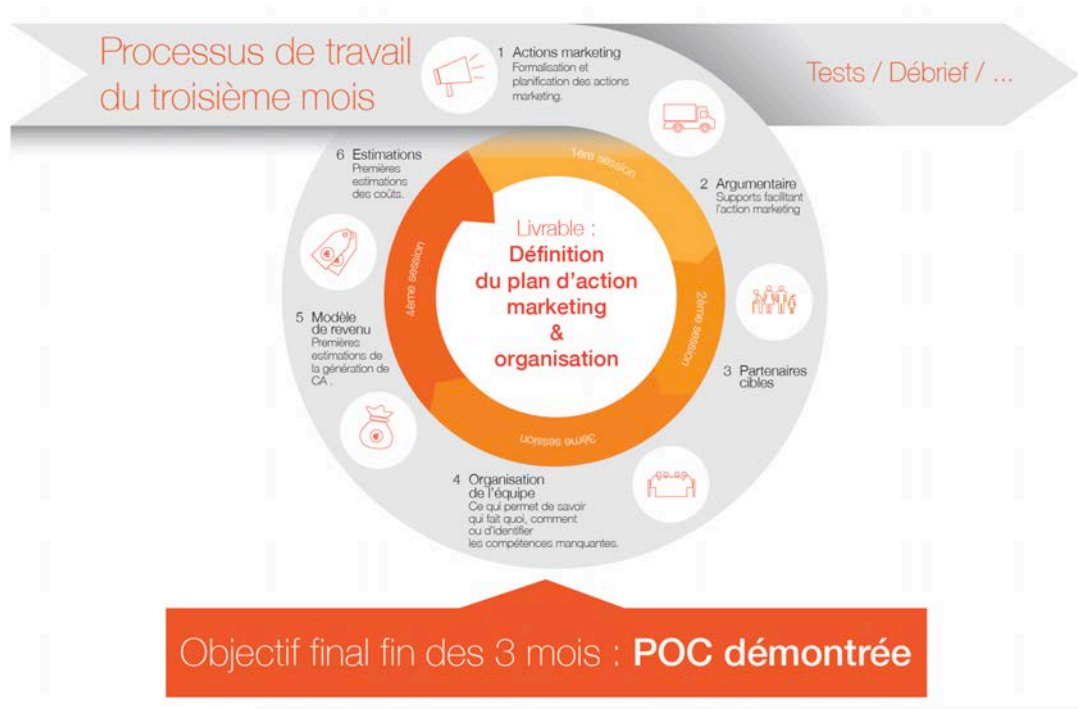 Processus de travail
du troisième mois
1 Actions marketing
Formalisation et
planification des actions
marketing.
Tests / Débrief / ...
2 Argumentaire
Supports facilitant
l'action marketing
3 Partenaires
cibles
4 Organisation
de l'équipe
Ce qui permet de savoir
qui fait quoi, comment
ou d'identifier
les compétences manquantes.
5 Modèle
de revenu
Premières
estimations de
la génération de
CA .
6 Estimations
Premières
estimations
des coûts.
1ère session
2ème session
3ème session
4ème session
Livrable :
Définition
du plan d'action
marketing
&
organisation
Objectif final fin des 3 mois : POC démontrée